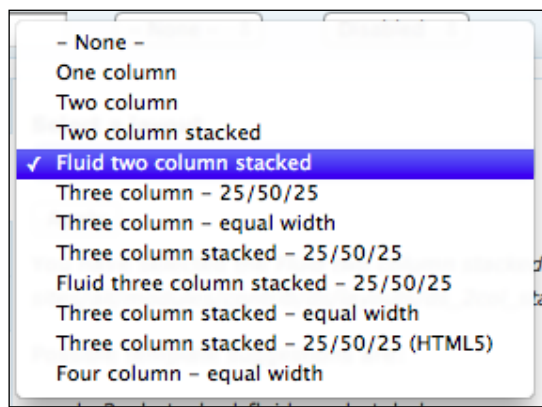 – None –
One column
Two column
Two column stacked
✓ Fluid two column stacked
Three column – 25/50/25
Three column – equal width
Three column stacked – 25/50/25
Fluid three column stacked – 25/50/25
Three column stacked – equal width
Three column stacked – 25/50/25 (HTML5)
Four column – equal width